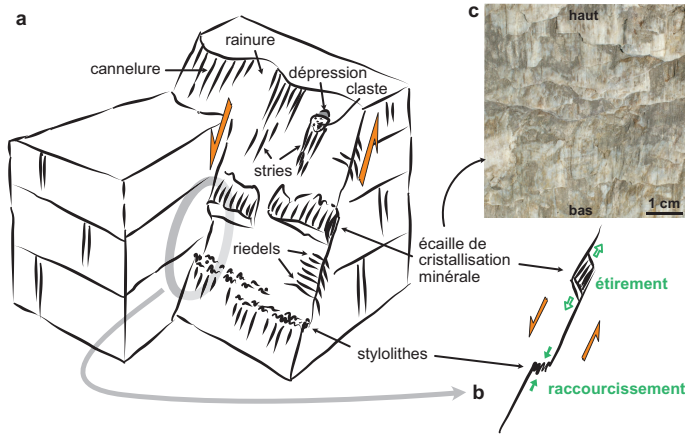 a
rainure
cannelure
dépression
claste
stries
riedels
stylolithes
écaille de
cristallisation
minérale
c
haut
bas
1 cm
étirement
b
raccourcissement